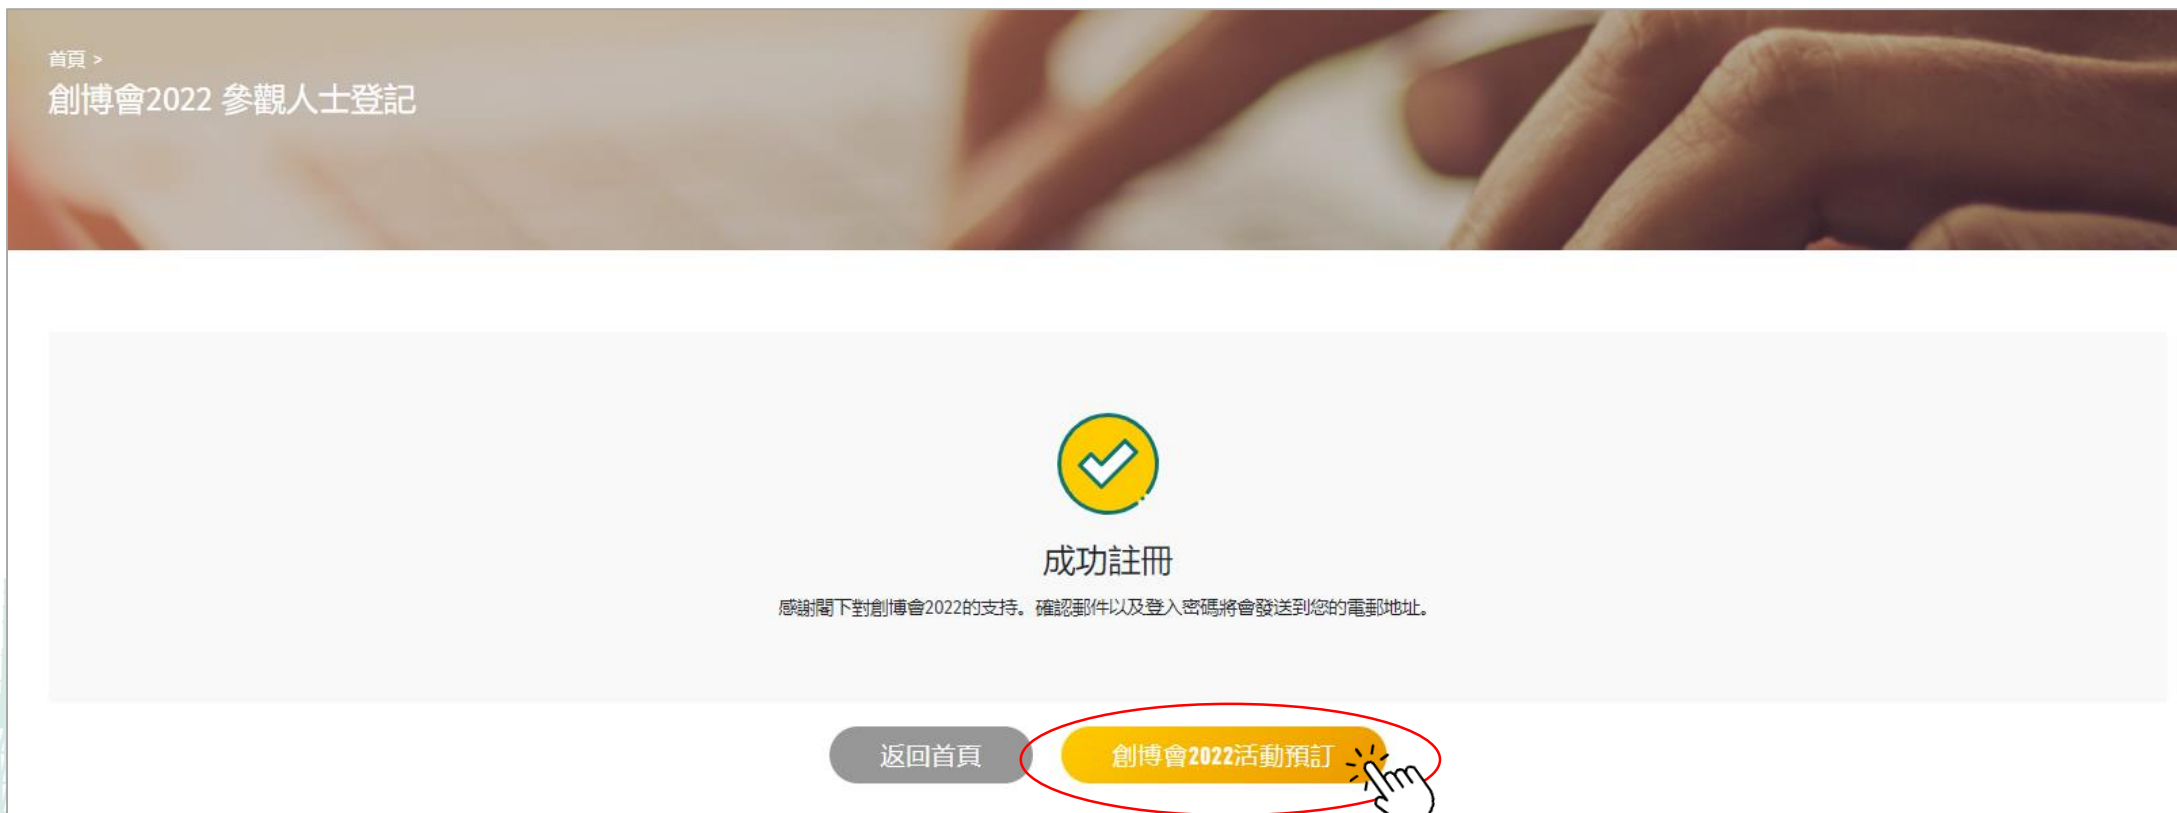 首頁 >
創博會2022 參觀人士登記
成功註冊
感謝閣下對創博會2022的支持。確認郵件以及登入密碼將會發送到您的電郵地址。
返回首頁
創博會2022活動預訂